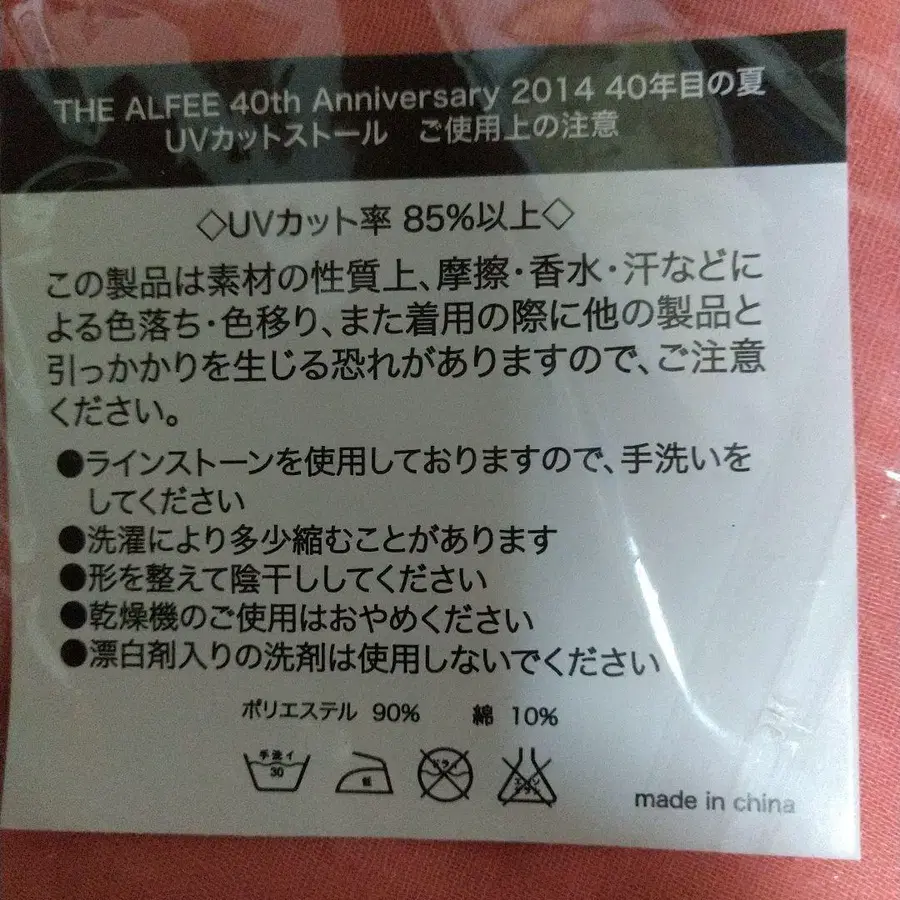 THE ALFEE 40th Anniversary 2014 40年目の夏
UVカットストール ご使用上の注意
◇UVカット率 85%以上◇
この製品は素材の性質上、摩擦・香水・汗などに
よる色落ち・色移り、また着用の際に他の製品と
引っかかりを生じる恐れがありますので、ご注意
ください。
●ラインストーンを使用しておりますので、手洗いを
してください
●洗濯により多少縮むことがあります
●形を整えて陰干ししてください
●乾燥機のご使用はおやめください
●漂白剤入りの洗剤は使用しないでください
ポリエステル 90% 綿 10%
手洗イ 30 ドライ エンソサラシ
made in china